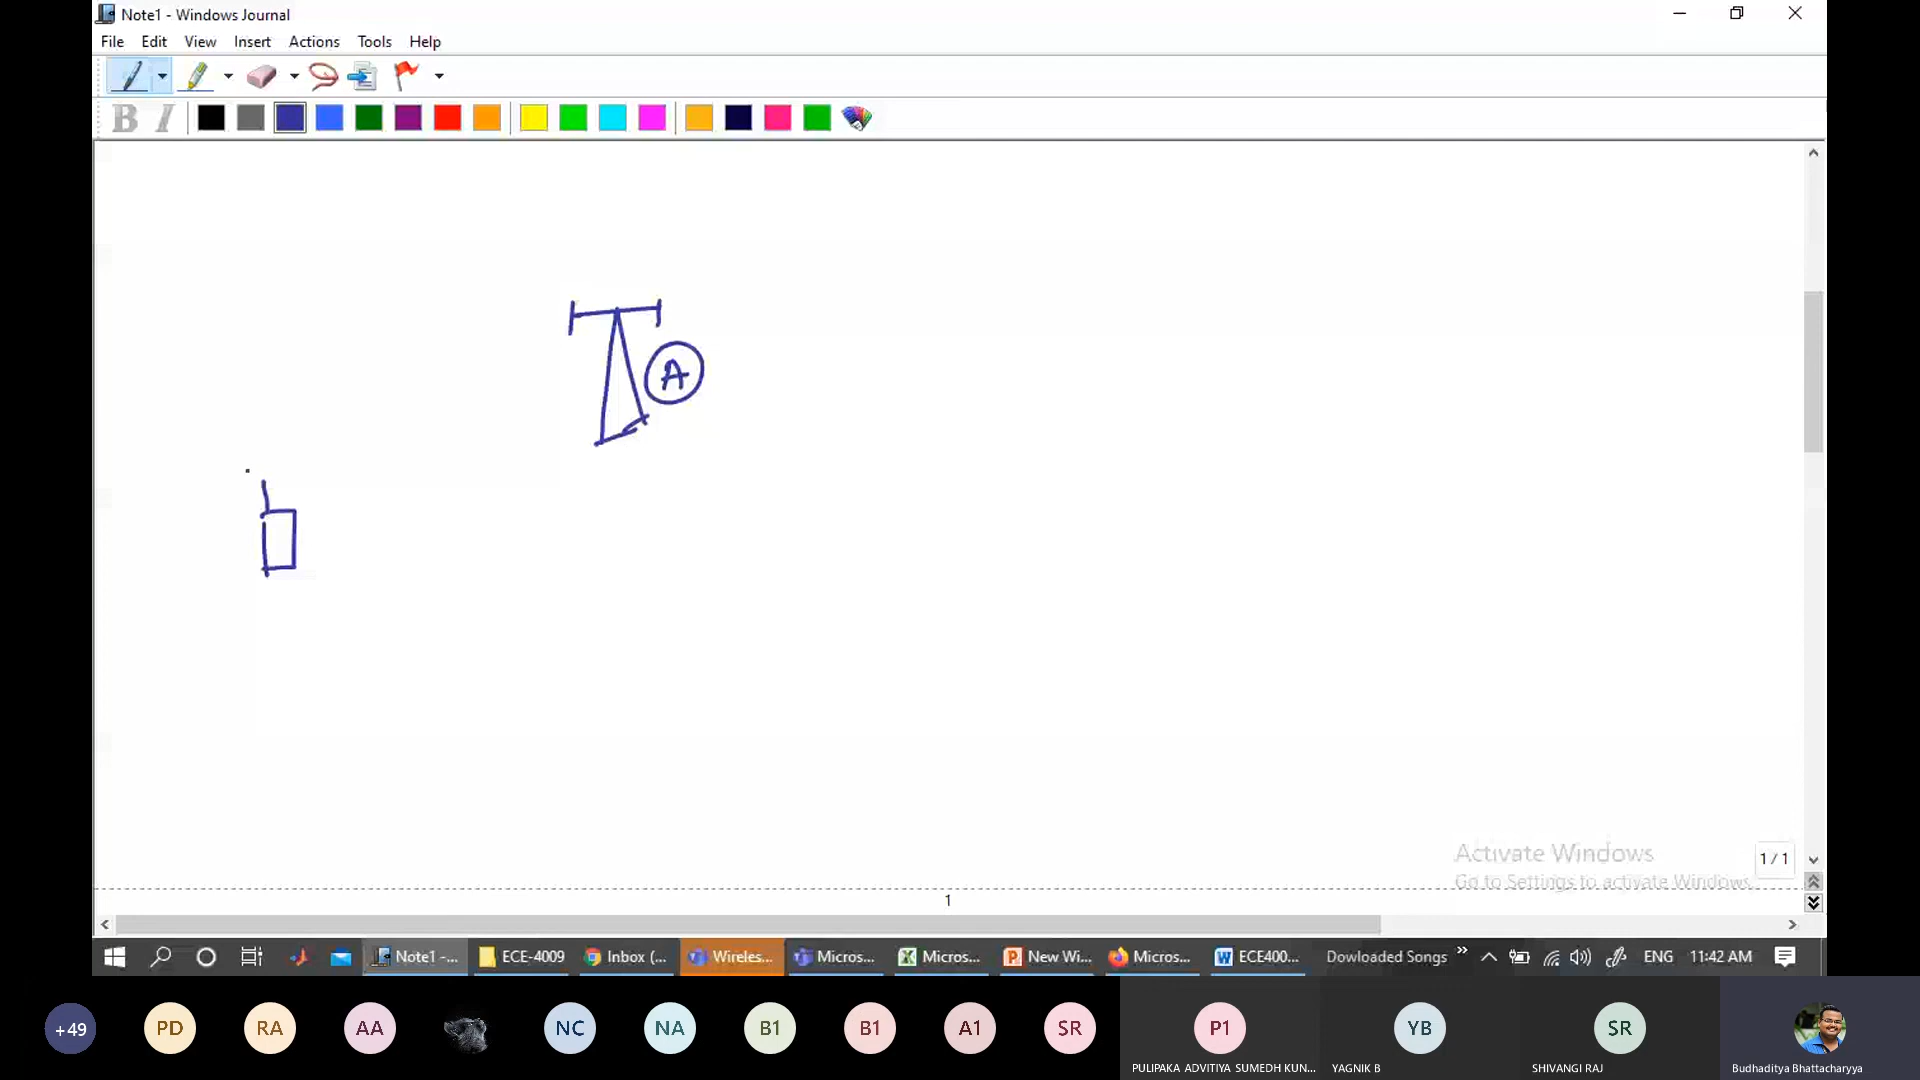 Note1 - Windows Journal
File Edit View Insert Actions Tools Help
B I
A
Activate Windows
Go to Settings to activate Windows.
1 / 1
1
Note1 -... ECE-4009 Inbox (... Wireles... Micros... Micros... New Wi... Micros... ECE400... Dowloaded Songs » ENG 11:42 AM
+49 PD RA AA NC NA B1 B1 A1 SR P1 YB SR
PULIPAKA ADVITIYA SUMEDH KUN... YAGNIK B SHIVANGI RAJ Budhaditya Bhattacharyya